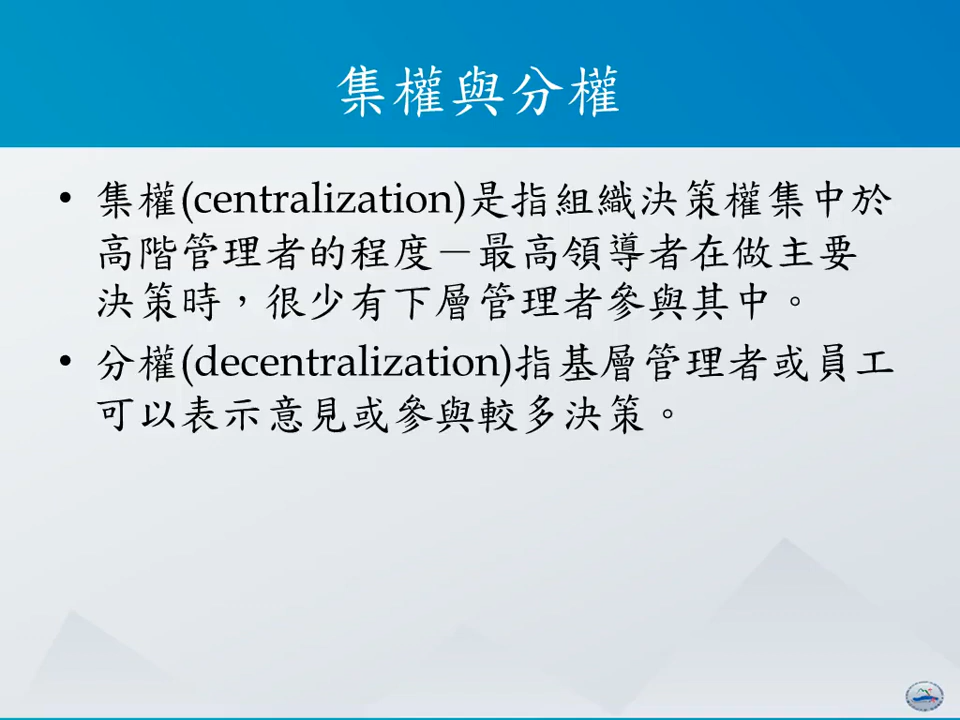 集權與分權
• 集權(centralization)是指組織決策權集中於
高階管理者的程度－最高領導者在做主要
決策時，很少有下層管理者參與其中。
• 分權(decentralization)指基層管理者或員工
可以表示意見或參與較多決策。